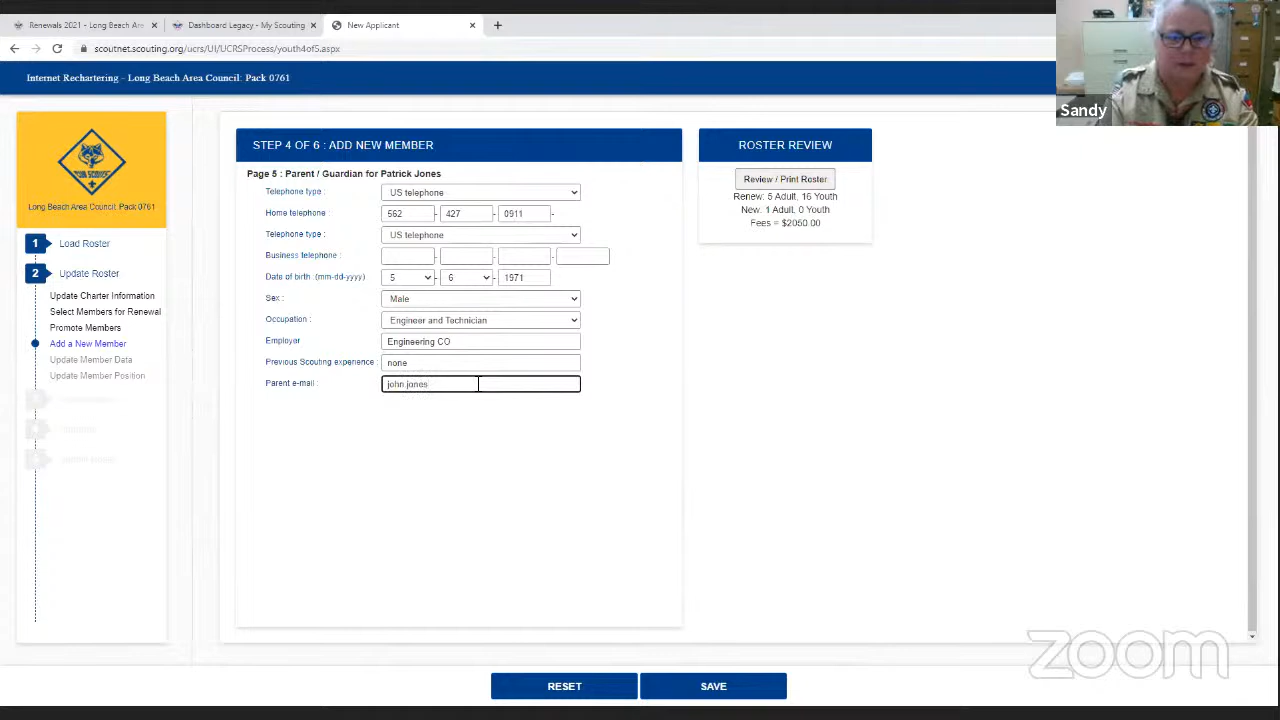 Renewals 2021 - Long Beach Are
Dashboard Legacy - My Scouting
New Applicant
scoutnet.scouting.org/ucrs/UI/UCRSProcess/youth4of5.aspx
Internet Rechartering - Long Beach Area Council: Pack 0761
Sandy
CUB SCOUTS
Long Beach Area Council: Pack 0761
1 Load Roster
2 Update Roster
Update Charter Information
Select Members for Renewal
Promote Members
Add a New Member
Update Member Data
Update Member Position
STEP 4 OF 6 : ADD NEW MEMBER
Page 5 : Parent / Guardian for Patrick Jones
Telephone type : US telephone
Home telephone : 562 - 427 - 0911 -
Telephone type : US telephone
Business telephone : - - -
Date of birth (mm-dd-yyyy) 5 - 6 - 1971
Sex : Male
Occupation : Engineer and Technician
Employer Engineering CO
Previous Scouting experience : none
Parent e-mail : john.jones
ROSTER REVIEW
Review / Print Roster
Renew: 5 Adult, 16 Youth
New: 1 Adult, 0 Youth
Fees = $2050.00
RESET
SAVE
zoom